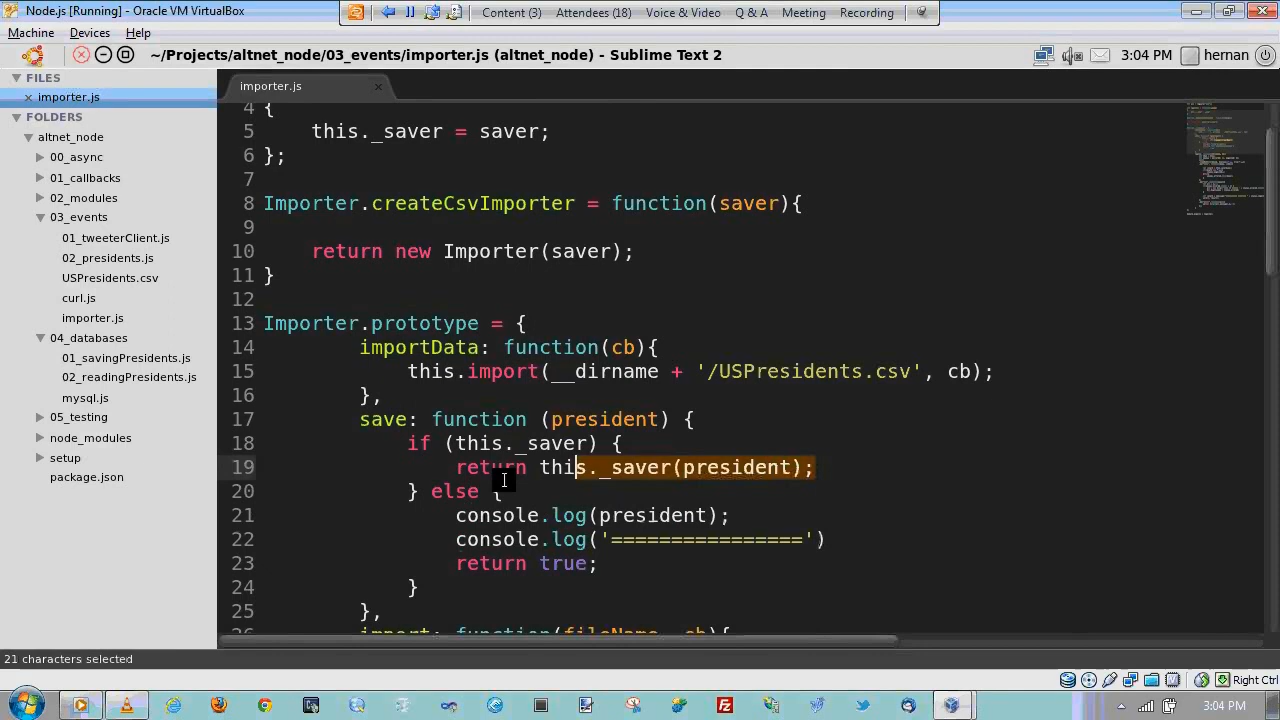 Node.js [Running] - Oracle VM VirtualBox
Content (3) Attendees (18) Voice & Video Q & A Meeting Recording
Machine Devices Help
~/Projects/altnet_node/03_events/importer.js (altnet_node) - Sublime Text 2
3:04 PM hernan
FILES
importer.js
FOLDERS
altnet_node
00_async
01_callbacks
02_modules
03_events
01_tweeterClient.js
02_presidents.js
USPresidents.csv
curl.js
importer.js
04_databases
01_savingPresidents.js
02_readingPresidents.js
mysql.js
05_testing
node_modules
setup
package.json
importer.js
4 {
5 this._saver = saver;
6 };
7
8 Importer.createCsvImporter = function(saver){
9
10 return new Importer(saver);
11 }
12
13 Importer.prototype = {
14 importData: function(cb){
15 this.import(__dirname + '/USPresidents.csv', cb);
16 },
17 save: function (president) {
18 if (this._saver) {
19 return this._saver(president);
20 } else {
21 console.log(president);
22 console.log('================')
23 return true;
24 }
25 },
26 import: function(fileName, cb){
21 characters selected
Right Ctrl
3:04 PM